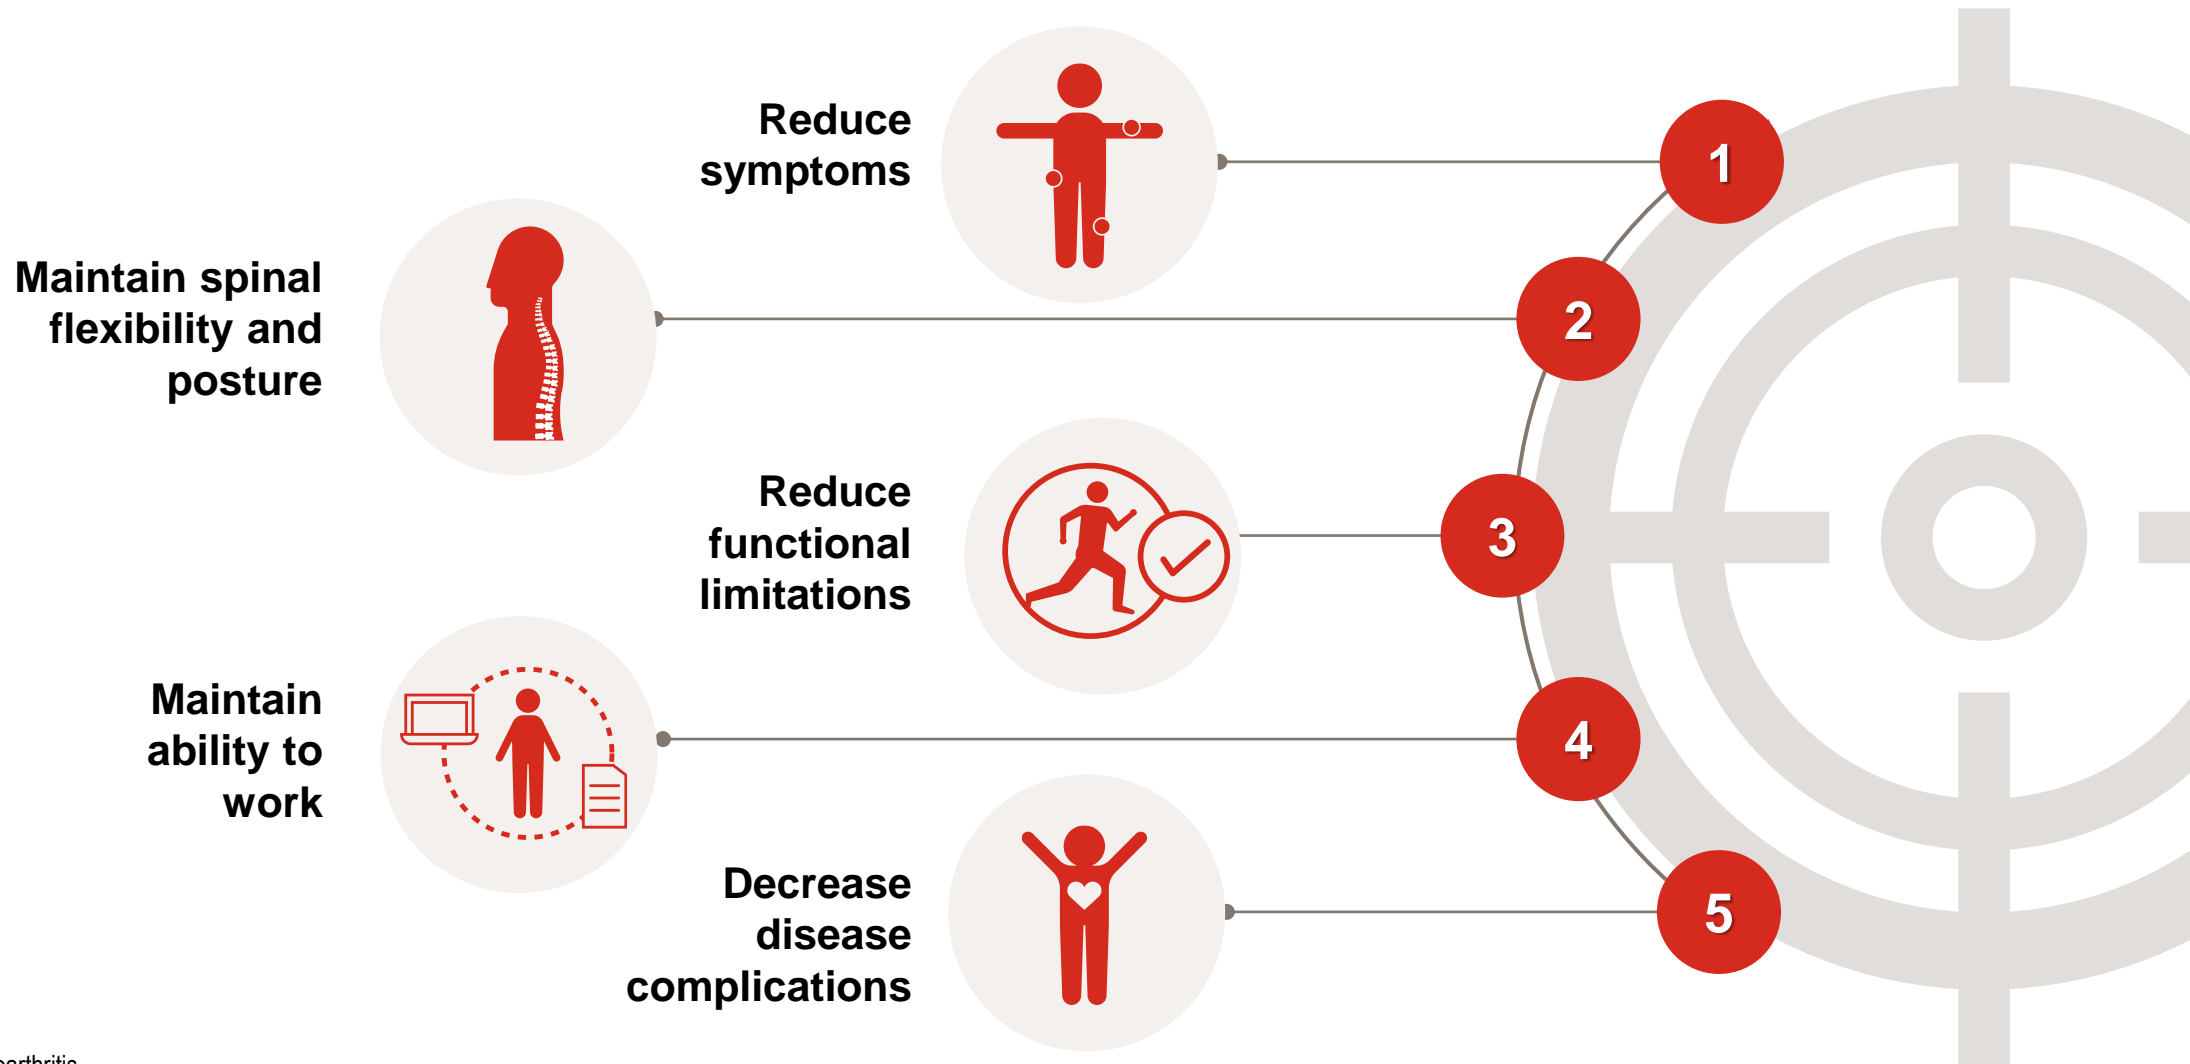 Reduce
symptoms
1
Maintain spinal
flexibility and
posture
2
Reduce
functional
limitations
3
Maintain
ability to
work
4
Decrease
disease
complications
5